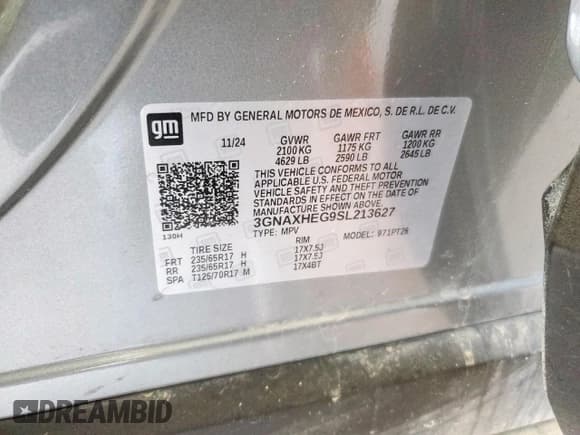 gm
MFD BY GENERAL MOTORS DE MEXICO, S. DE R.L. DE C.V.
11/24 GVWR GAWR FRT GAWR RR
2100 KG 1175 KG 1200 KG
4629 LB 2590 LB 2645 LB
THIS VEHICLE CONFORMS TO ALL
APPLICABLE U.S. FEDERAL MOTOR
VEHICLE SAFETY AND THEFT PREVENTION
STANDARDS IN EFFECT ON THE DATE OF
MANUFACTURE SHOWN ABOVE.
3GNAXHEG9SL213627
130H TYPE: MPV MODEL: 971PT26
TIRE SIZE RIM
FRT 235/65R17 H 17X7.5J
RR 235/65R17 H 17X7.5J
SPA T125/70R17 M 17X4BT
DREAMBID